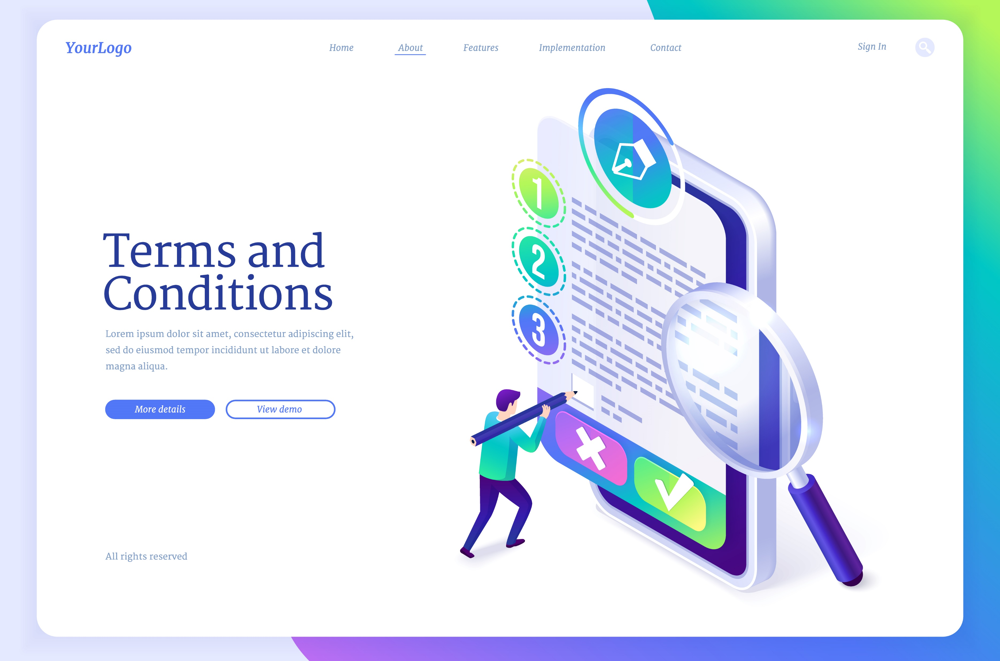 YourLogo
Home About Features Implementation Contact
Sign In
Terms and
Conditions
Lorem ipsum dolor sit amet, consectetur adipiscing elit,
sed do eiusmod tempor incididunt ut labore et dolore
magna aliqua.
More details View demo
All rights reserved
1
2
3